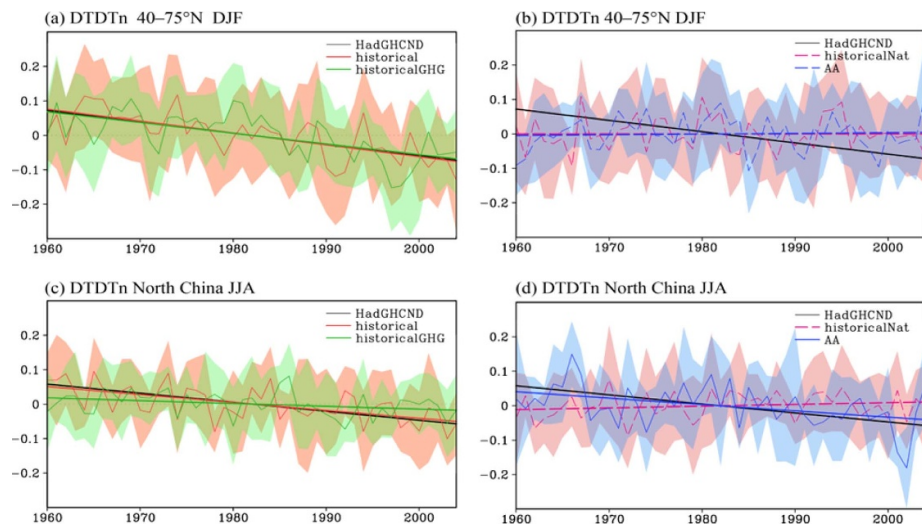 (a) DTDTn 40–75°N DJF
HadGHCND
historical
historicalGHG
0.2
0.1
0
−0.1
−0.2
1960 1970 1980 1990 2000
(b) DTDTn 40–75°N DJF
HadGHCND
historicalNat
AA
0.2
0.1
0
−0.1
−0.2
1960 1970 1980 1990 2000
(c) DTDTn North China JJA
HadGHCND
historical
historicalGHG
0.2
0.1
0
−0.1
−0.2
1960 1970 1980 1990 2000
(d) DTDTn North China JJA
HadGHCND
historicalNat
AA
0.2
0.1
0
−0.1
−0.2
1960 1970 1980 1990 2000